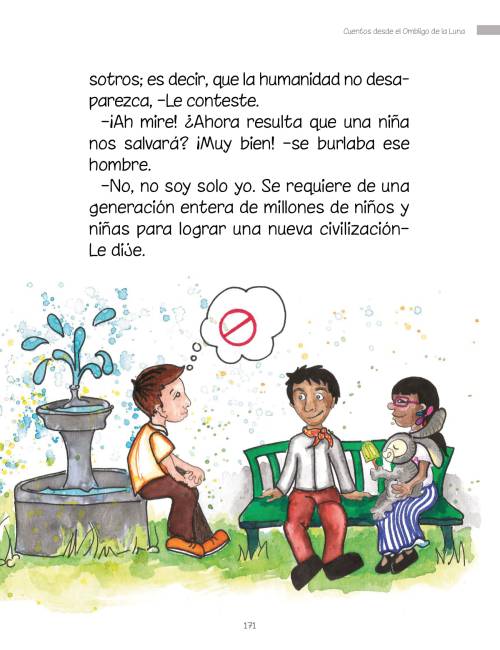 Cuentos desde el Ombligo de la Luna
sotros; es decir, que la humanidad no desa-
parezca, -Le conteste.
-¡Ah mire! ¿Ahora resulta que una niña
nos salvará? ¡Muy bien! -se burlaba ese
hombre.
-No, no soy solo yo. Se requiere de una
generación entera de millones de niños y
niñas para lograr una nueva civilización-
Le dije.
171